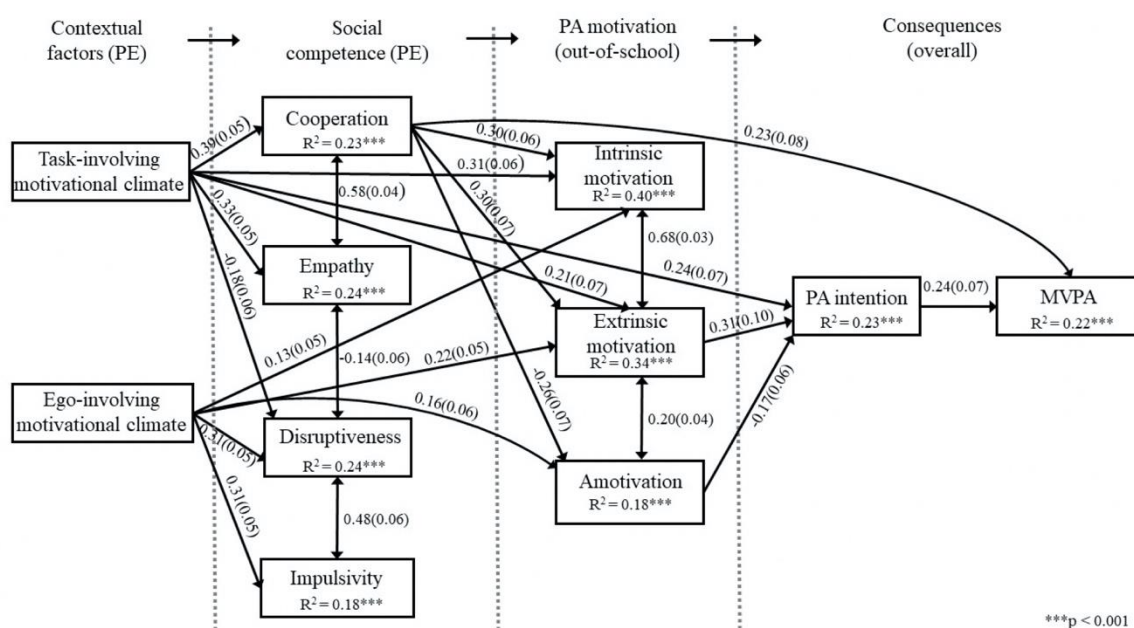 Contextual
factors (PE)
Social
competence (PE)
PA motivation
(out-of-school)
Consequences
(overall)
Task-involving
motivational climate
Ego-involving
motivational climate
Cooperation
R² = 0.23***
Empathy
R² = 0.24***
Disruptiveness
R² = 0.24***
Impulsivity
R² = 0.18***
Intrinsic
motivation
R² = 0.40***
Extrinsic
motivation
R² = 0.34***
Amotivation
R² = 0.18***
PA intention
R² = 0.23***
MVPA
R² = 0.22***
0.39(0.05)
0.33(0.05)
-0.18(0.06)
0.31(0.05)
0.31(0.05)
0.58(0.04)
-0.14(0.06)
0.48(0.06)
0.30(0.06)
0.31(0.06)
0.30(0.07)
0.21(0.07)
0.13(0.05)
0.22(0.05)
0.16(0.06)
-0.26(0.07)
0.68(0.03)
0.20(0.04)
0.23(0.08)
0.24(0.07)
0.31(0.10)
-0.17(0.06)
0.24(0.07)
***p < 0.001